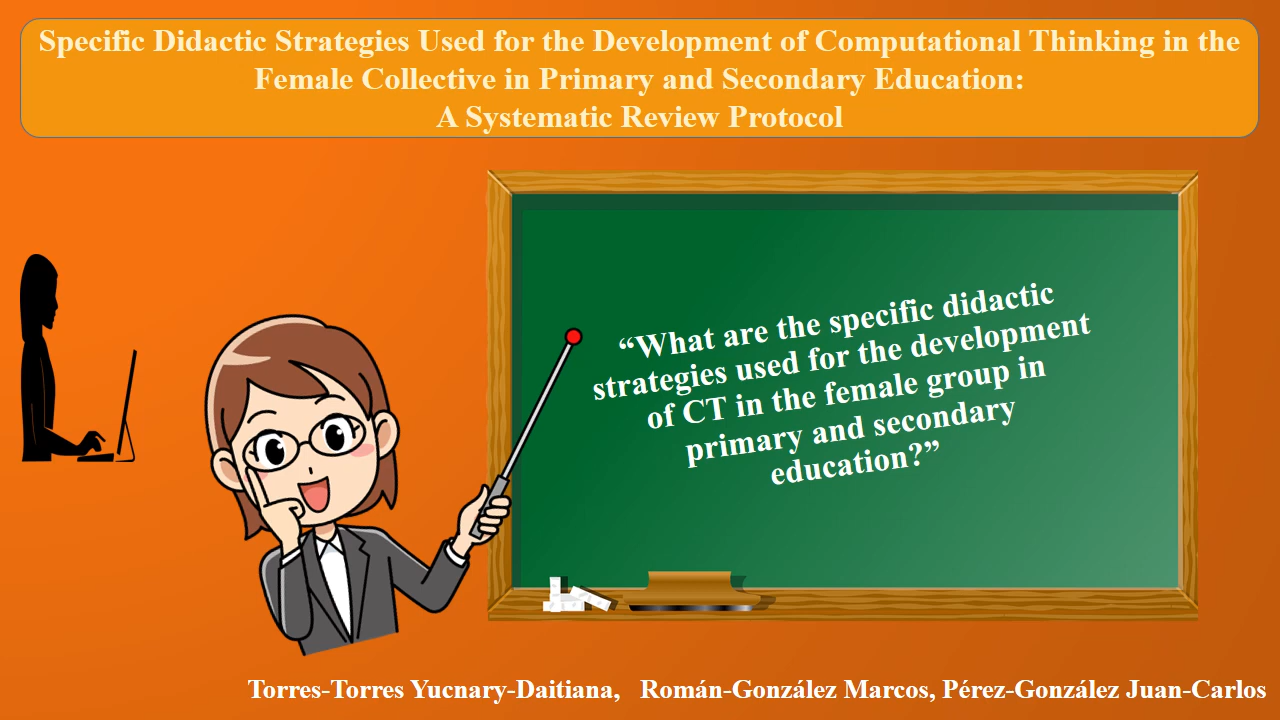 Specific Didactic Strategies Used for the Development of Computational Thinking in the
Female Collective in Primary and Secondary Education:
A Systematic Review Protocol
“What are the specific didactic
strategies used for the development
of CT in the female group in
primary and secondary
education?”
Torres-Torres Yucnary-Daitiana, Román-González Marcos, Pérez-González Juan-Carlos